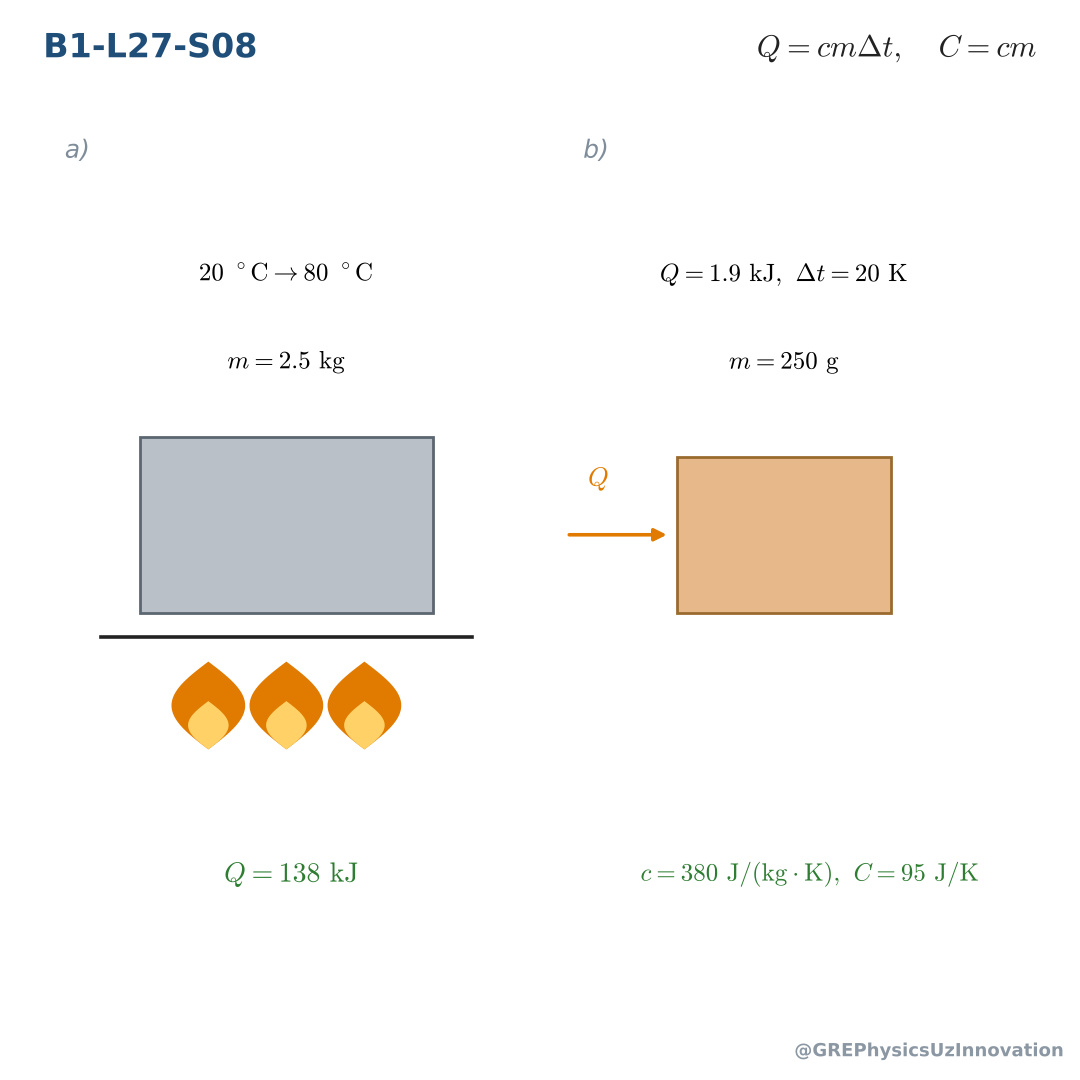 B1-L27-S08
Q = cmΔt, C = cm
a)
20 °C → 80 °C
m = 2.5 kg
Q = 138 kJ
b)
Q = 1.9 kJ, Δt = 20 K
m = 250 g
Q
c = 380 J/(kg · K), C = 95 J/K
@GREPhysicsUzInnovation